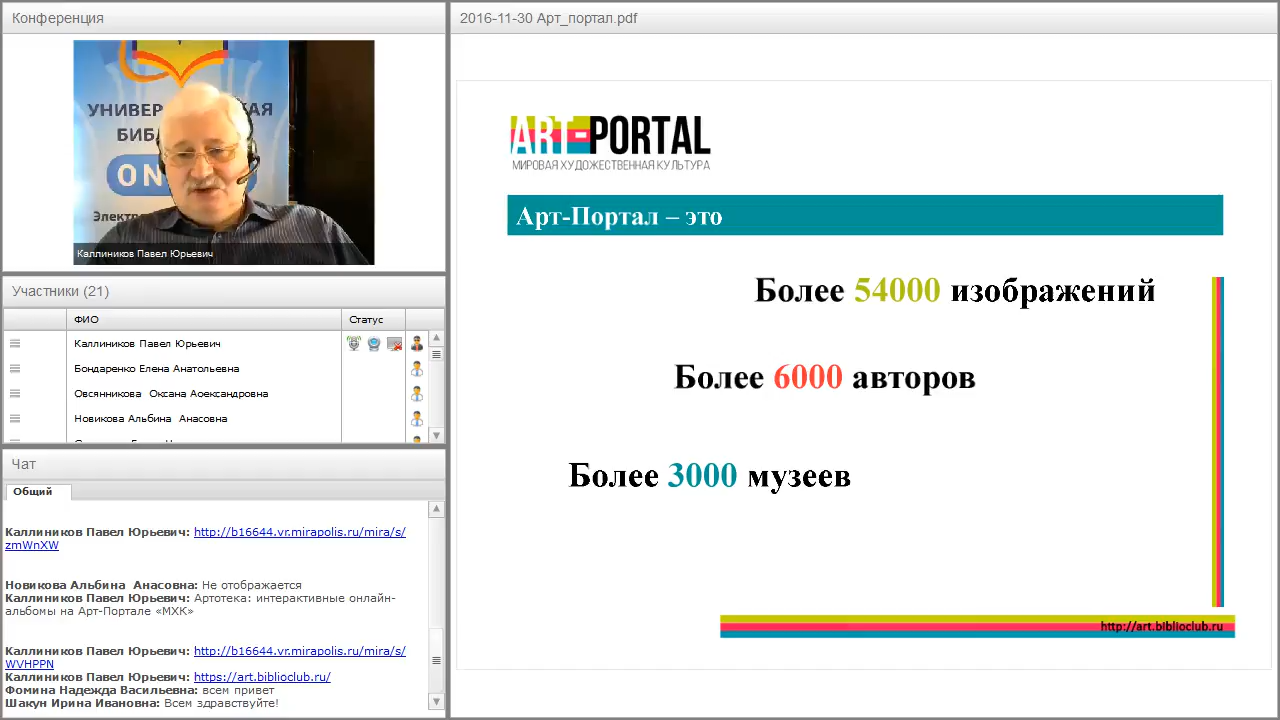 Конференция
УНИВЕР КАЯ
БИБ
ON
Каллиников Павел Юрьевич
Участники (21)
ФИО Статус
Каллиников Павел Юрьевич
Бондаренко Елена Анатольевна
Овсянникова Оксана Аоександровна
Новикова Альбина Анасовна
Чат
Общий
Каллиников Павел Юрьевич: http://b16644.vr.mirapolis.ru/mira/s/
zmWnXW
Новикова Альбина Анасовна: Не отображается
Каллиников Павел Юрьевич: Артотека: интерактивные онлайн-
альбомы на Арт-Портале «МХК»
Каллиников Павел Юрьевич: http://b16644.vr.mirapolis.ru/mira/s/
WVHPPN
Каллиников Павел Юрьевич: https://art.biblioclub.ru/
Фомина Надежда Васильевна: всем привет
Шакун Ирина Ивановна: Всем здравствуйте!
2016-11-30 Арт_портал.pdf
ART-PORTAL
МИРОВАЯ ХУДОЖЕСТВЕННАЯ КУЛЬТУРА
Арт-Портал – это
Более 54000 изображений
Более 6000 авторов
Более 3000 музеев
http://art.biblioclub.ru